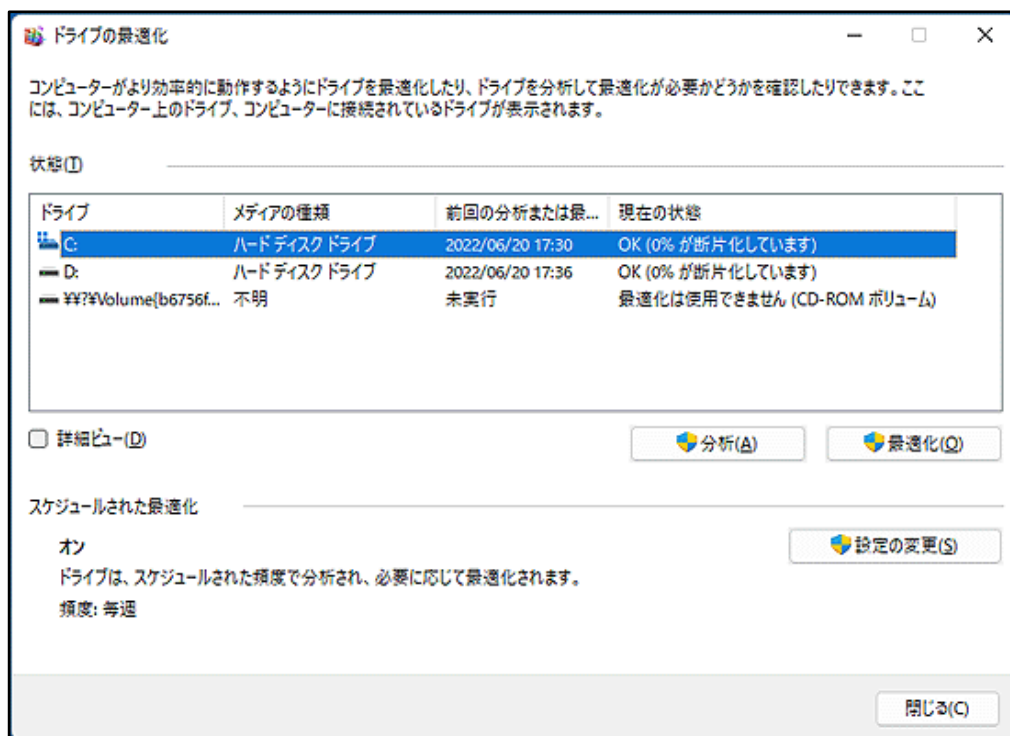 ドライブの最適化
コンピューターがより効率的に動作するようにドライブを最適化したり、ドライブを分析して最適化が必要かどうかを確認したりできます。ここ
には、コンピューター上のドライブ、コンピューターに接続されているドライブが表示されます。
状態(T)
ドライブ メディアの種類 前回の分析または最... 現在の状態
C: ハード ディスク ドライブ 2022/06/20 17:30 OK (0% が断片化しています)
D: ハード ディスク ドライブ 2022/06/20 17:36 OK (0% が断片化しています)
¥¥?¥Volume{b6756f... 不明 未実行 最適化は使用できません (CD-ROM ボリューム)
詳細ビュー(D) 分析(A) 最適化(O)
スケジュールされた最適化
オン 設定の変更(S)
ドライブは、スケジュールされた頻度で分析され、必要に応じて最適化されます。
頻度: 毎週
閉じる(C)